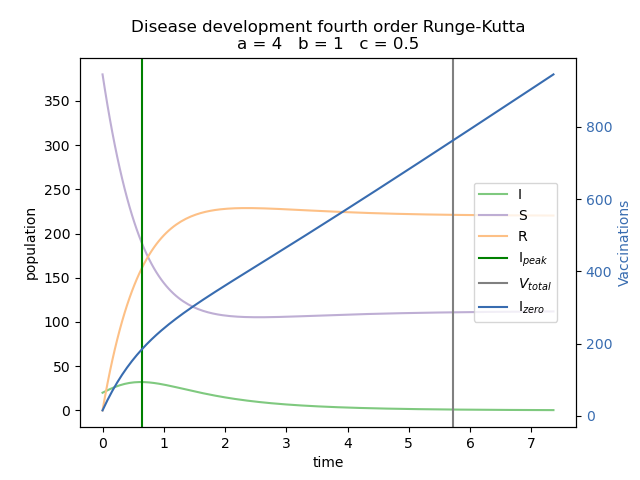 Disease development fourth order Runge-Kutta
a = 4   b = 1   c = 0.5
350
300
250
200
150
100
50
0
population
0 1 2 3 4 5 6 7
time
800
600
400
200
0
Vaccinations
I
S
R
I_peak
V_total
I_zero